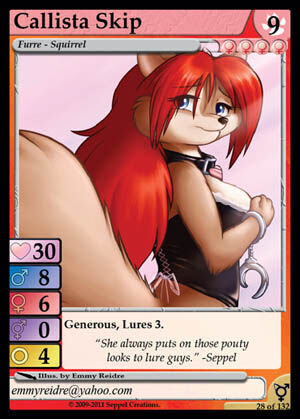 Callista Skip
9
Furre - Squirrel
30
8
6
0
4
Generous, Lures 3.
"She always puts on those pouty
looks to lure guys." -Seppel
Illus. by Emmy Reidre
emmyreidre@yahoo.com
© 2009-2011 Seppel Creations.
28 of 132